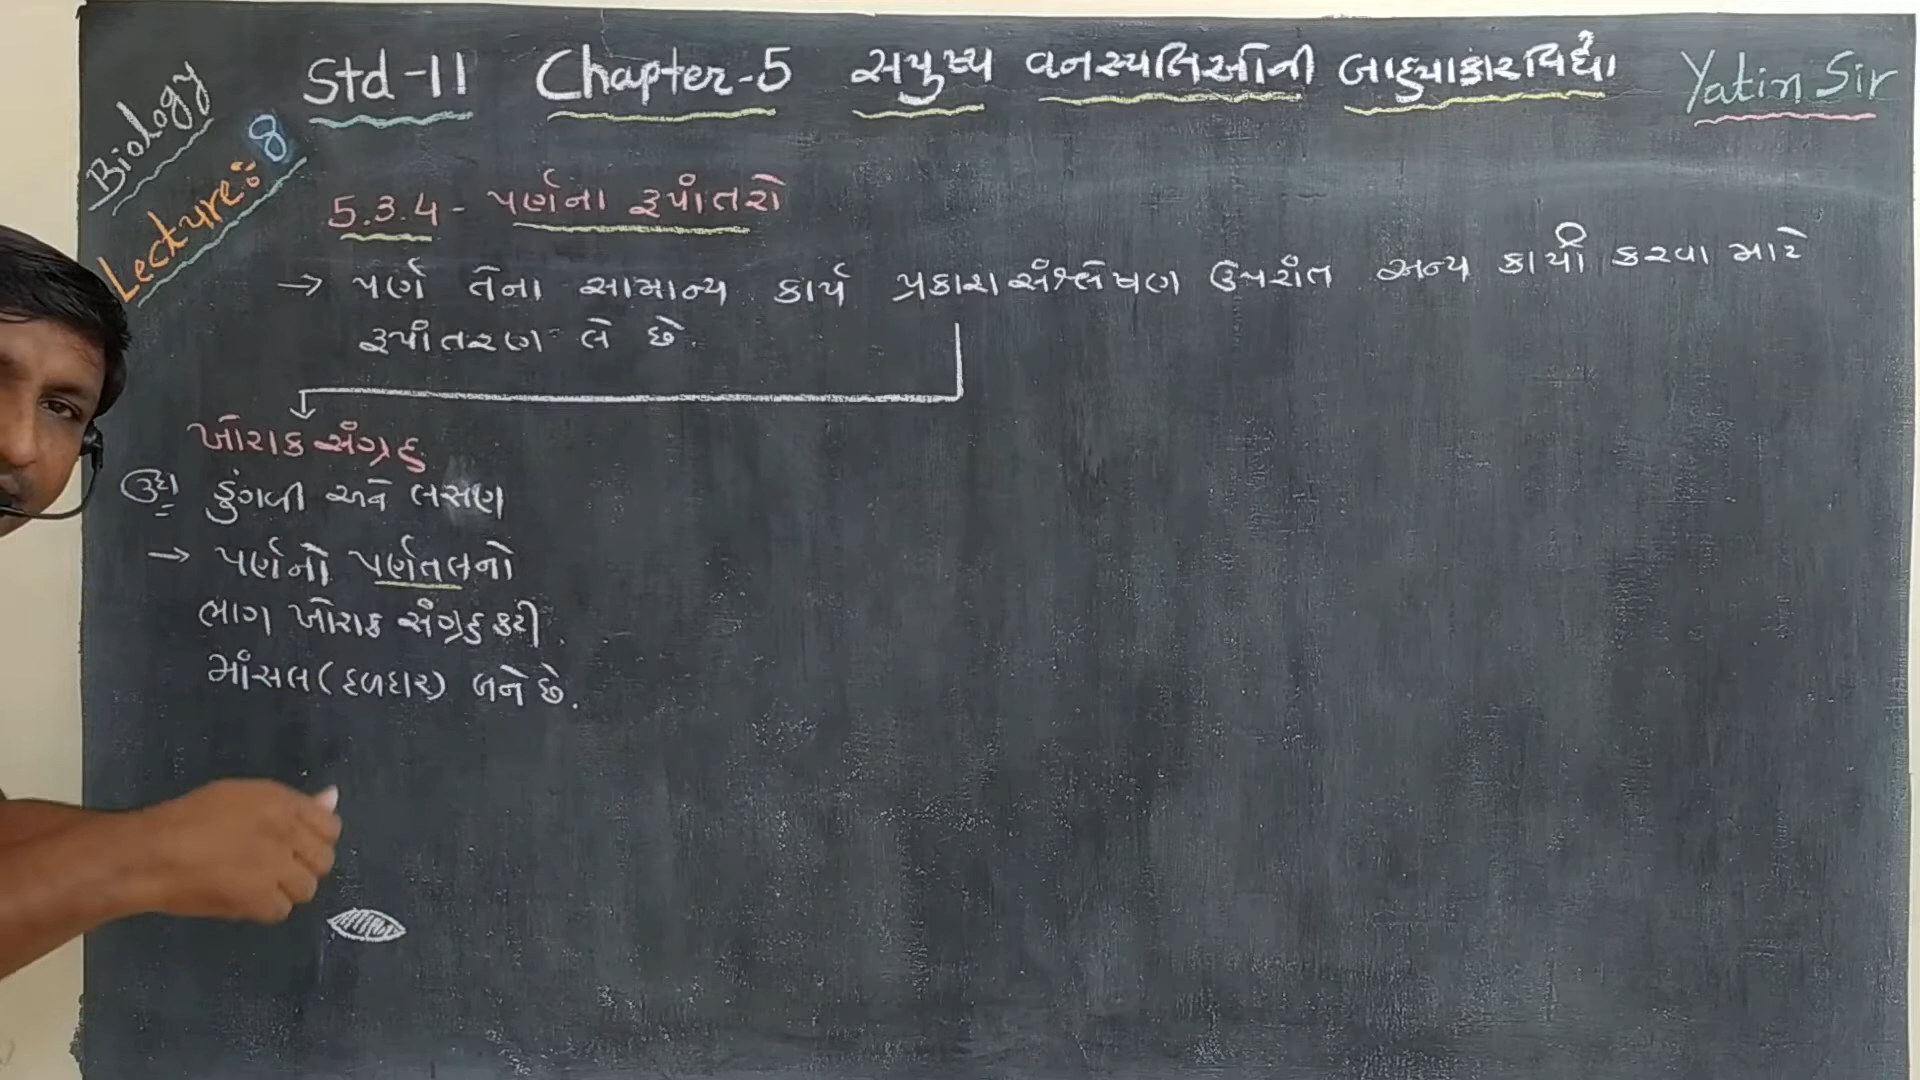 Biology
Lecture: 8
Std-11 Chapter-5 સપુષ્પ વનસ્પતિઓની બાહ્યાકારવિદ્યા
Yatin Sir
5.3.4 - પર્ણના રૂપાંતરો
→ પર્ણ તેના સામાન્ય કાર્ય પ્રકાશસંશ્લેષણ ઉપરાંત અન્ય કાર્યો કરવા માટે
રૂપાંતરણ લે છે.
ખોરાક સંગ્રહ
ઉદા ડુંગળી અને લસણ
→ પર્ણનો પર્ણતલનો
ભાગ ખોરાક સંગ્રહ કરી
માંસલ (દળદાર) બને છે.